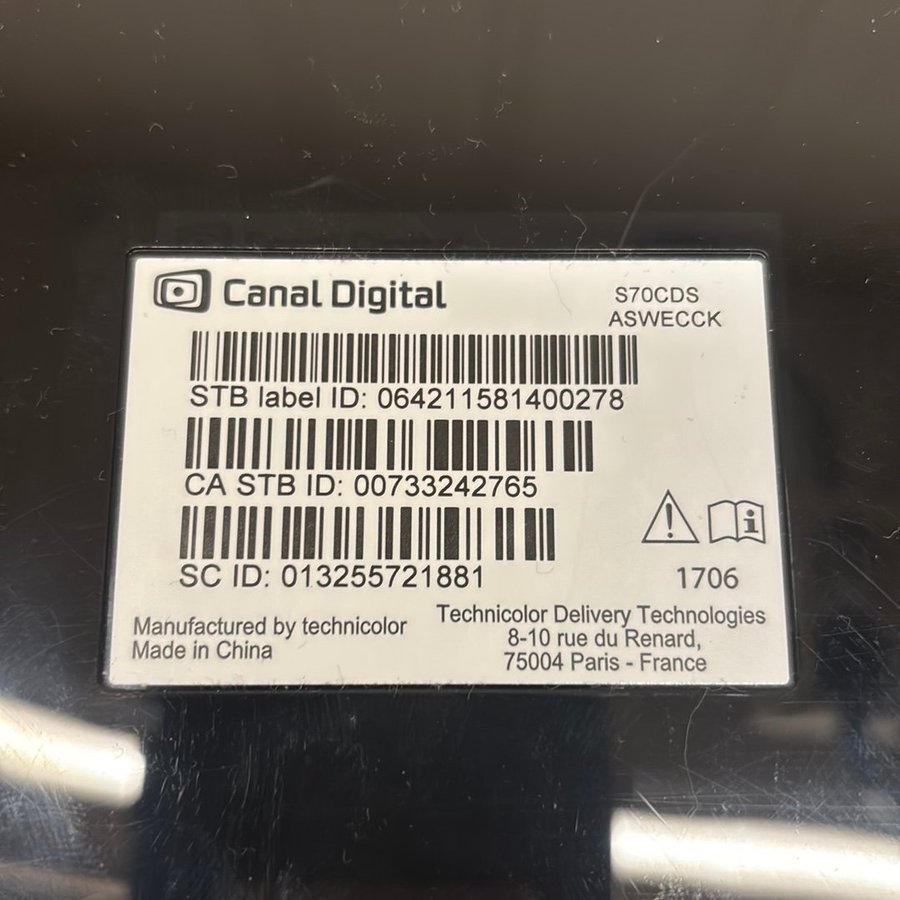 Canal Digital
S70CDS
ASWECCK
STB label ID: 064211581400278
CA STB ID: 00733242765
SC ID: 013255721881
1706
Manufactured by technicolor
Made in China
Technicolor Delivery Technologies
8-10 rue du Renard,
75004 Paris - France